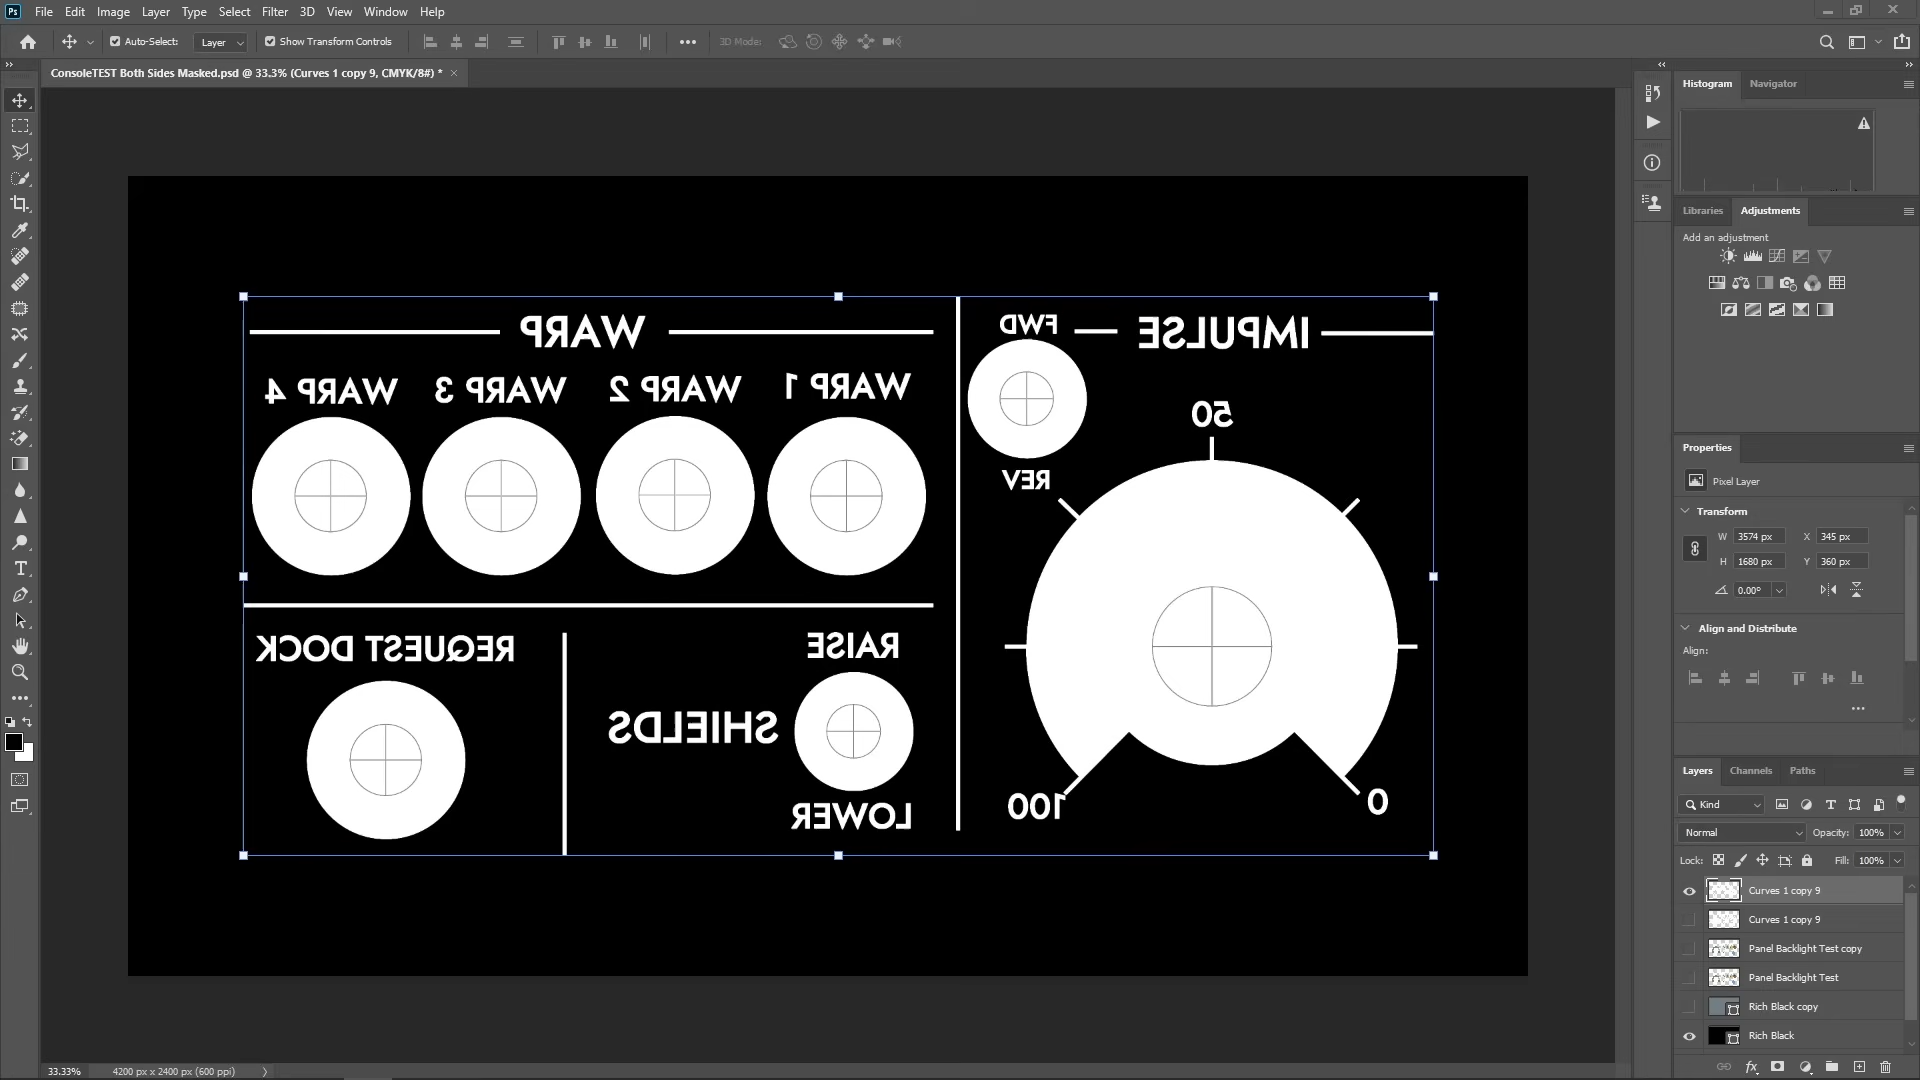 Ps File Edit Image Layer Type Select Filter 3D View Window Help
Auto-Select: Layer Show Transform Controls 3D Mode:
ConsoleTEST Both Sides Masked.psd @ 33.3% (Curves 1 copy 9, CMYK/8#) *
WARP
FWD
IMPULSE
WARP 4 WARP 3 WARP 2 WARP 1
50
REV
REQUEST DOCK
RAISE
SHIELDS
LOWER
100
0
33.33% 4200 px x 2400 px (600 ppi)
Histogram Navigator
Libraries Adjustments
Add an adjustment
Properties
Pixel Layer
Transform
W 3574 px X 345 px
H 1680 px Y 360 px
0.00°
Align and Distribute
Align:
Layers Channels Paths
Kind
Normal Opacity: 100%
Lock: Fill: 100%
Curves 1 copy 9
Curves 1 copy 9
Panel Backlight Test copy
Panel Backlight Test
Rich Black copy
Rich Black
fx